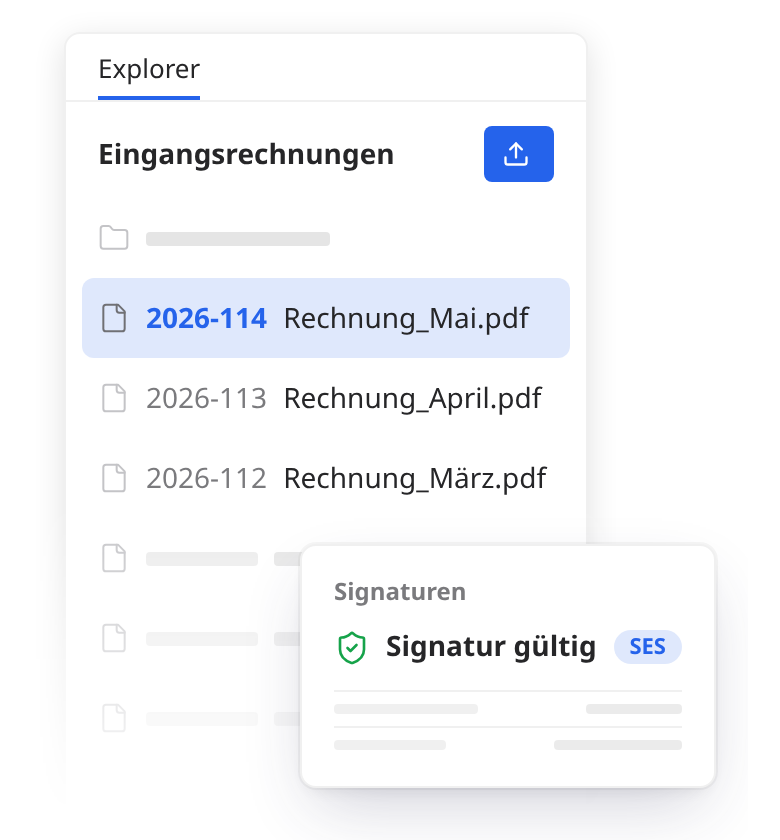 Explorer
Eingangsrechnungen
2026-114 Rechnung_Mai.pdf
2026-113 Rechnung_April.pdf
2026-112 Rechnung_März.pdf
Signaturen
Signatur gültig SES